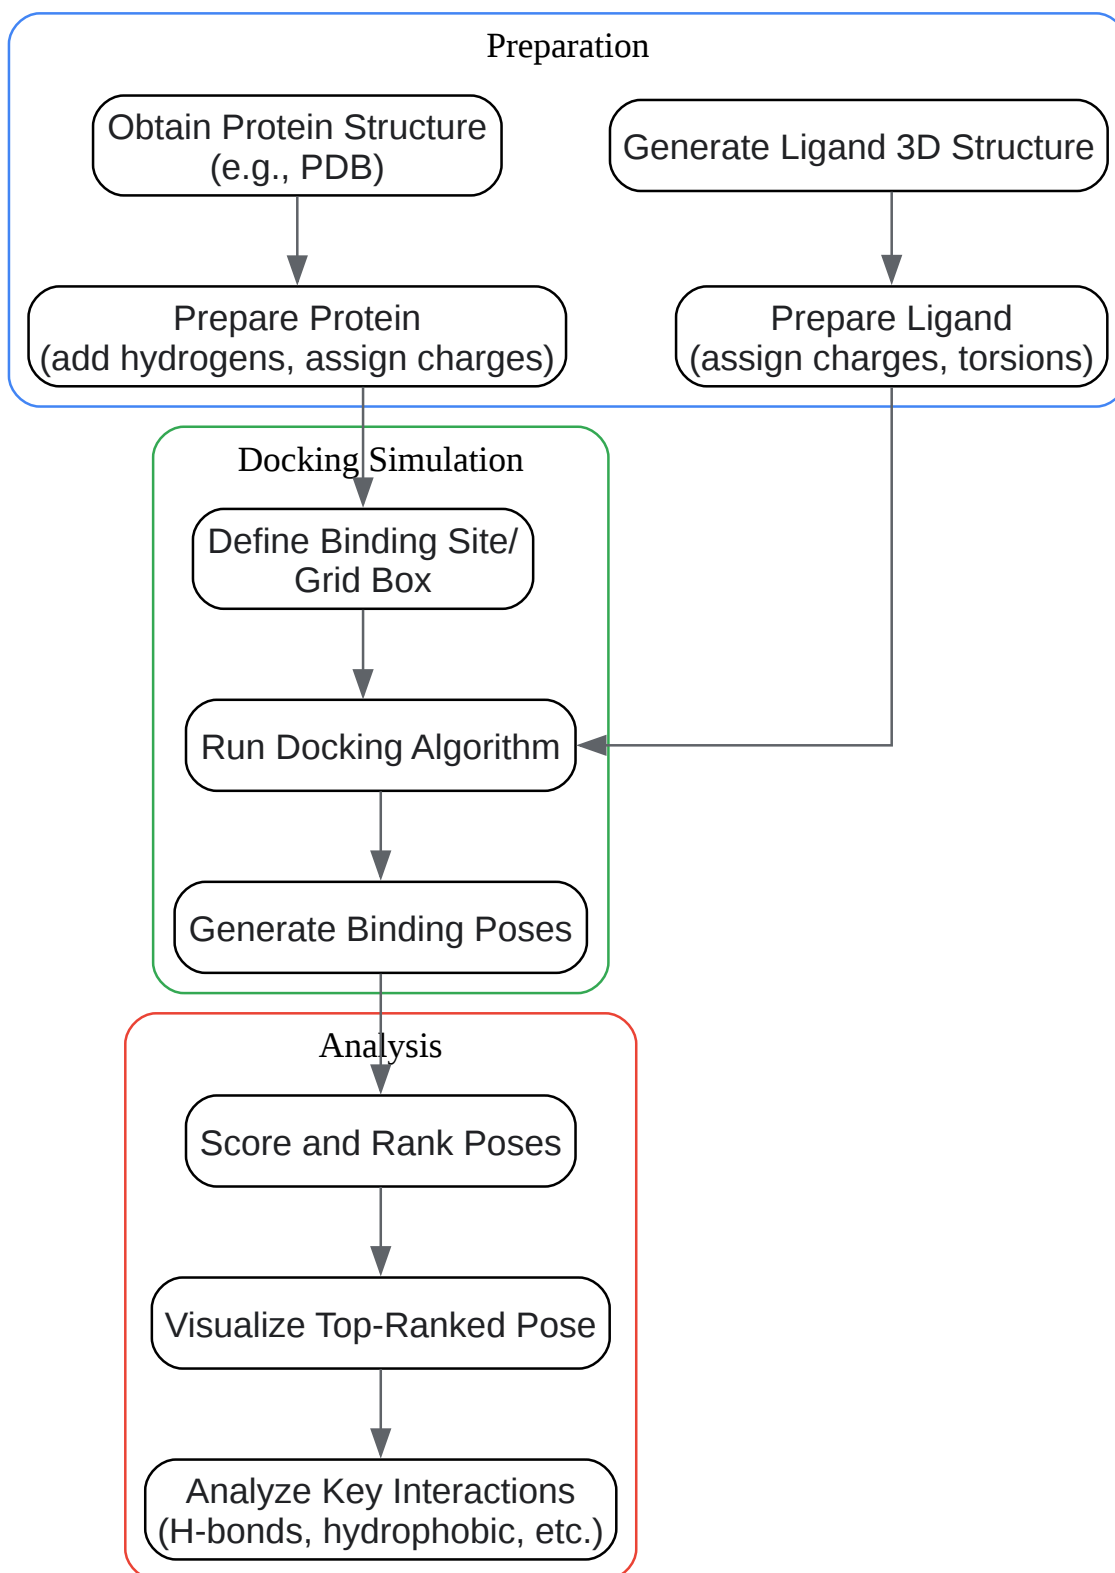 Preparation
Obtain Protein Structure
(e.g., PDB)
Generate Ligand 3D Structure
Prepare Protein
(add hydrogens, assign charges)
Prepare Ligand
(assign charges, torsions)
Docking Simulation
Define Binding Site/
Grid Box
Run Docking Algorithm
Generate Binding Poses
Analysis
Score and Rank Poses
Visualize Top-Ranked Pose
Analyze Key Interactions
(H-bonds, hydrophobic, etc.)